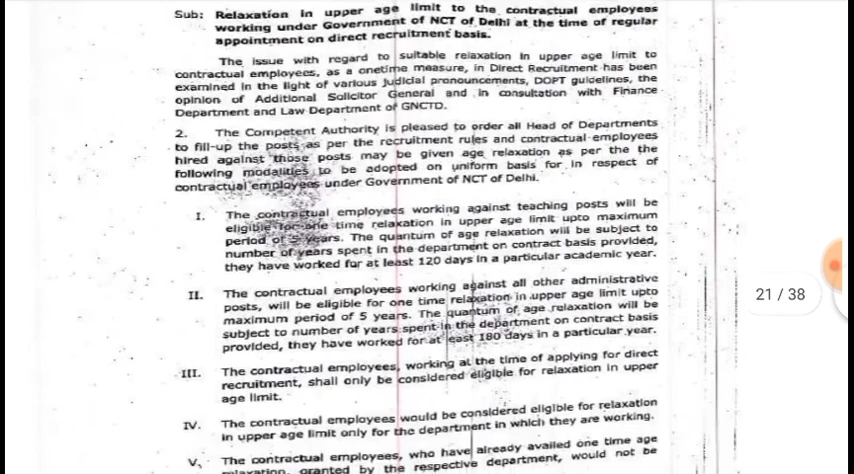 Sub: Relaxation in upper age limit to the contractual employees
working under Government of NCT of Delhi at the time of regular
appointment on direct recruitment basis.
The issue with regard to suitable relaxation in upper age limit to
contractual employees, as a onetime measure, in Direct Recruitment has been
examined in the light of various judicial pronouncements, DOPT guidelines, the
opinion of Additional Solicitor General and in consultation with Finance
Department and Law Department of GNCTD.
2. The Competent Authority is pleased to order all Head of Departments
to fill-up the posts as per the recruitment rules and contractual employees
hired against those posts may be given age relaxation as per the the
following modalities to be adopted on uniform basis for in respect of
contractual employees under Government of NCT of Delhi.
I. The contractual employees working against teaching posts will be
eligible for one time relaxation in upper age limit upto maximum
period of 5 years. The quantum of age relaxation will be subject to
number of years spent in the department on contract basis provided,
they have worked for at least 120 days in a particular academic year.
II. The contractual employees working against all other administrative
posts, will be eligible for one time relaxation in upper age limit upto
maximum period of 5 years. The quantum of age relaxation will be
subject to number of years spent in the department on contract basis
provided, they have worked for at east 180 days in a particular year.
III. The contractual employees, working at the time of applying for direct
recruitment, shall only be considered eligible for relaxation in upper
age limit.
IV. The contractual employees would be considered eligible for relaxation
in upper age limit only for the department in which they are working.
V. The contractual employees, who have already availed one time age
relaxation, granted by the respective department, would not be
21 / 38